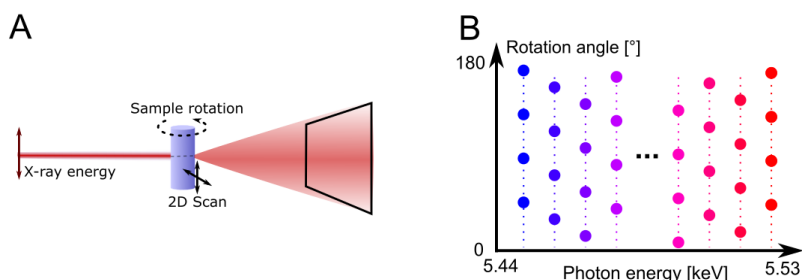 A
Sample rotation
X-ray energy
2D Scan
B
Rotation angle [°]
180
...
0
5.44
Photon energy [keV]
5.53